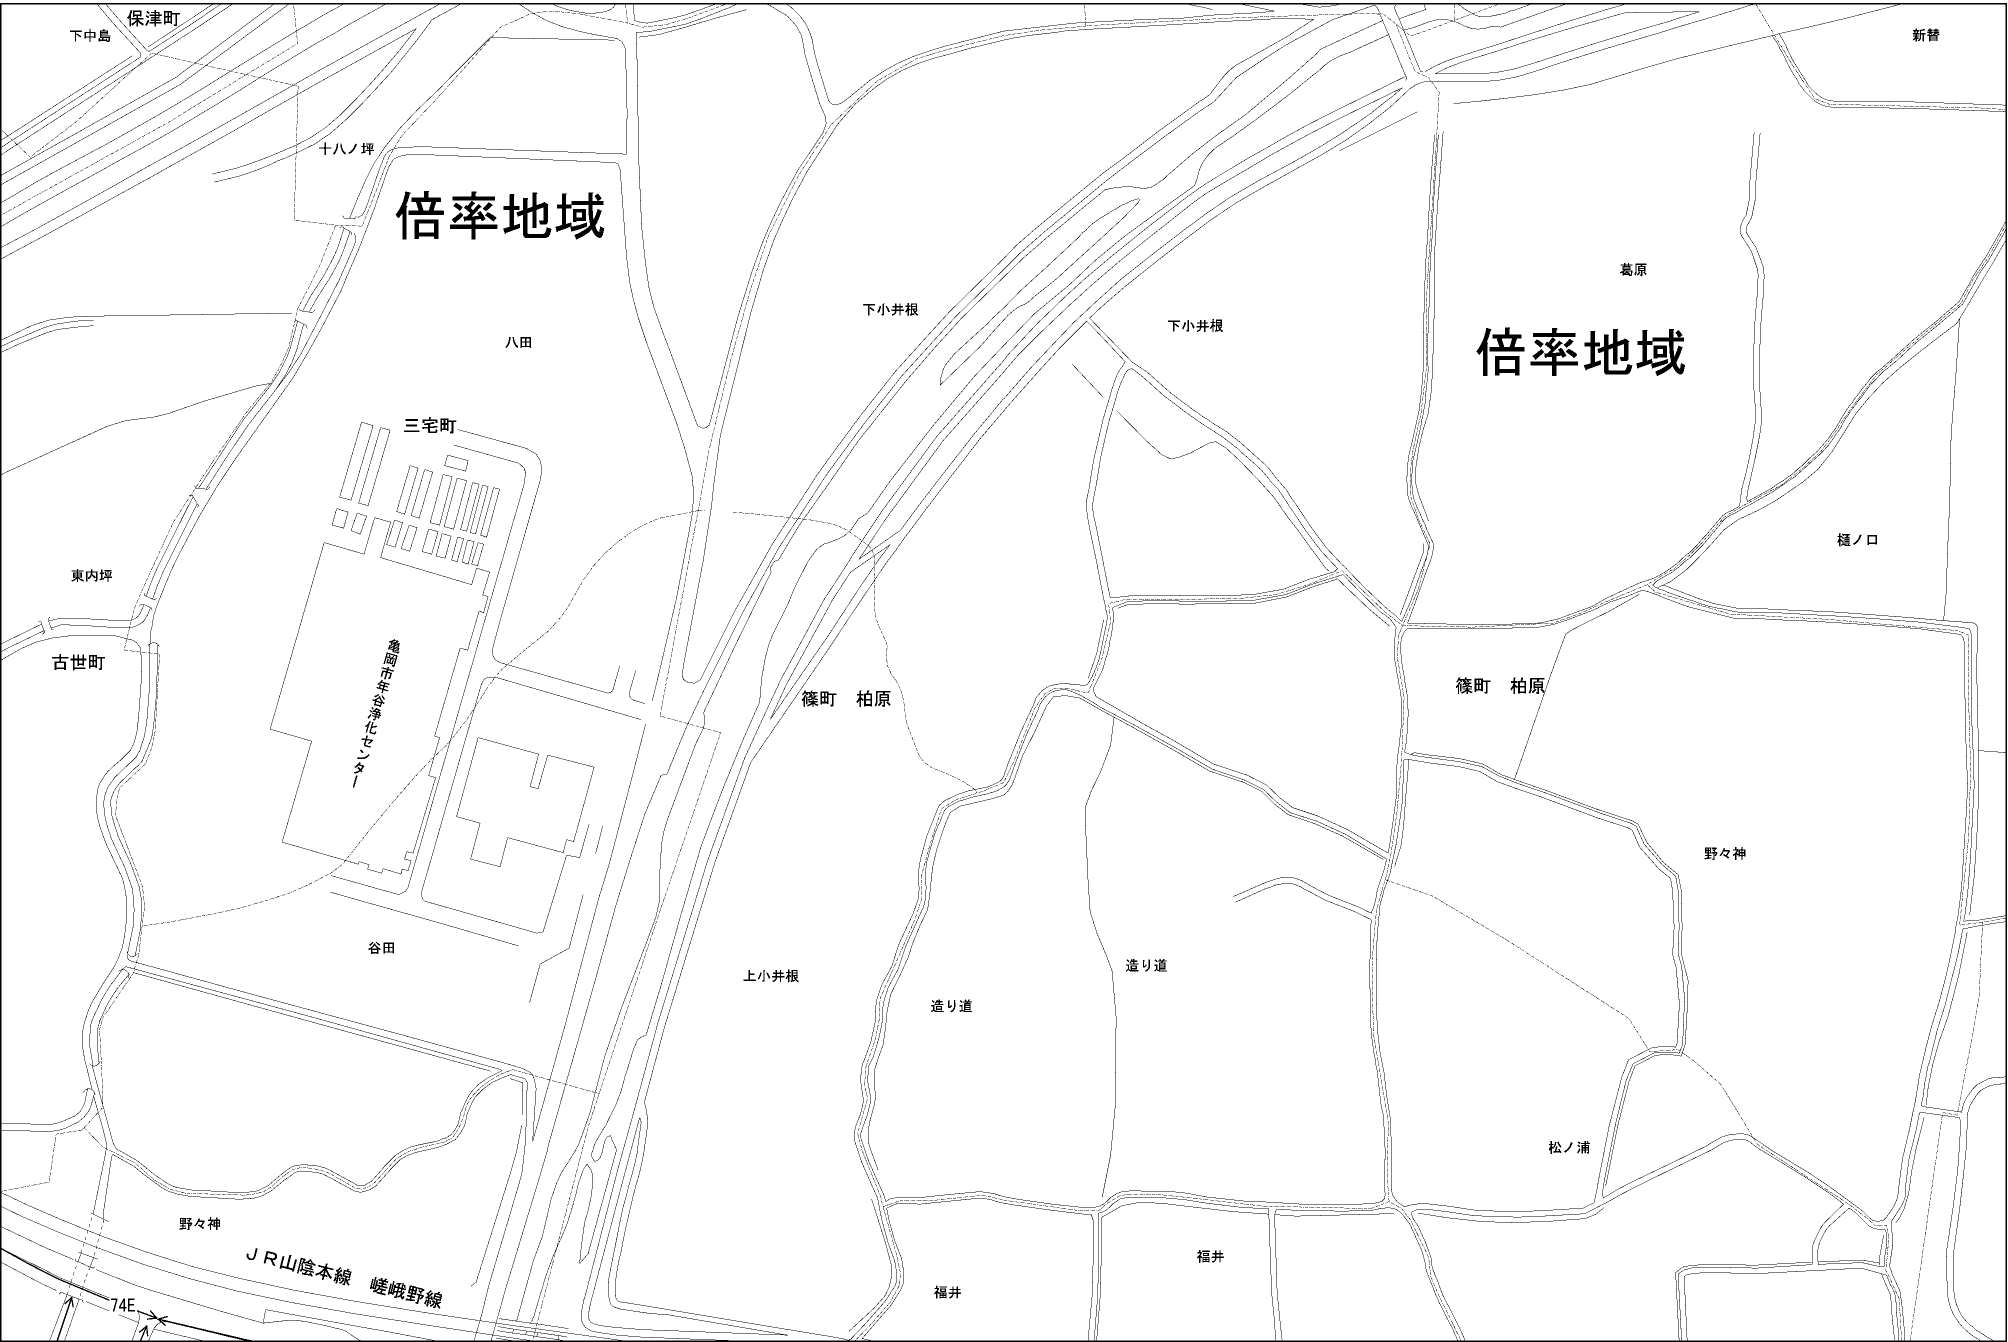 保津町
下中島
新替
十八ノ坪
倍率地域
葛原
下小井根
下小井根
八田
倍率地域
三宅町
樋ノ口
東内坪
古世町
亀岡市年谷浄化センター
篠町　柏原
篠町　柏原
野々神
谷田
上小井根
造り道
造り道
松ノ浦
野々神
ＪＲ山陰本線　嵯峨野線
福井
福井
74E